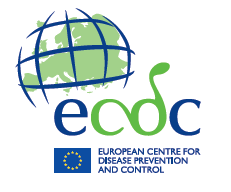 ecdc
EUROPEAN CENTRE FOR
DISEASE PREVENTION
AND CONTROL